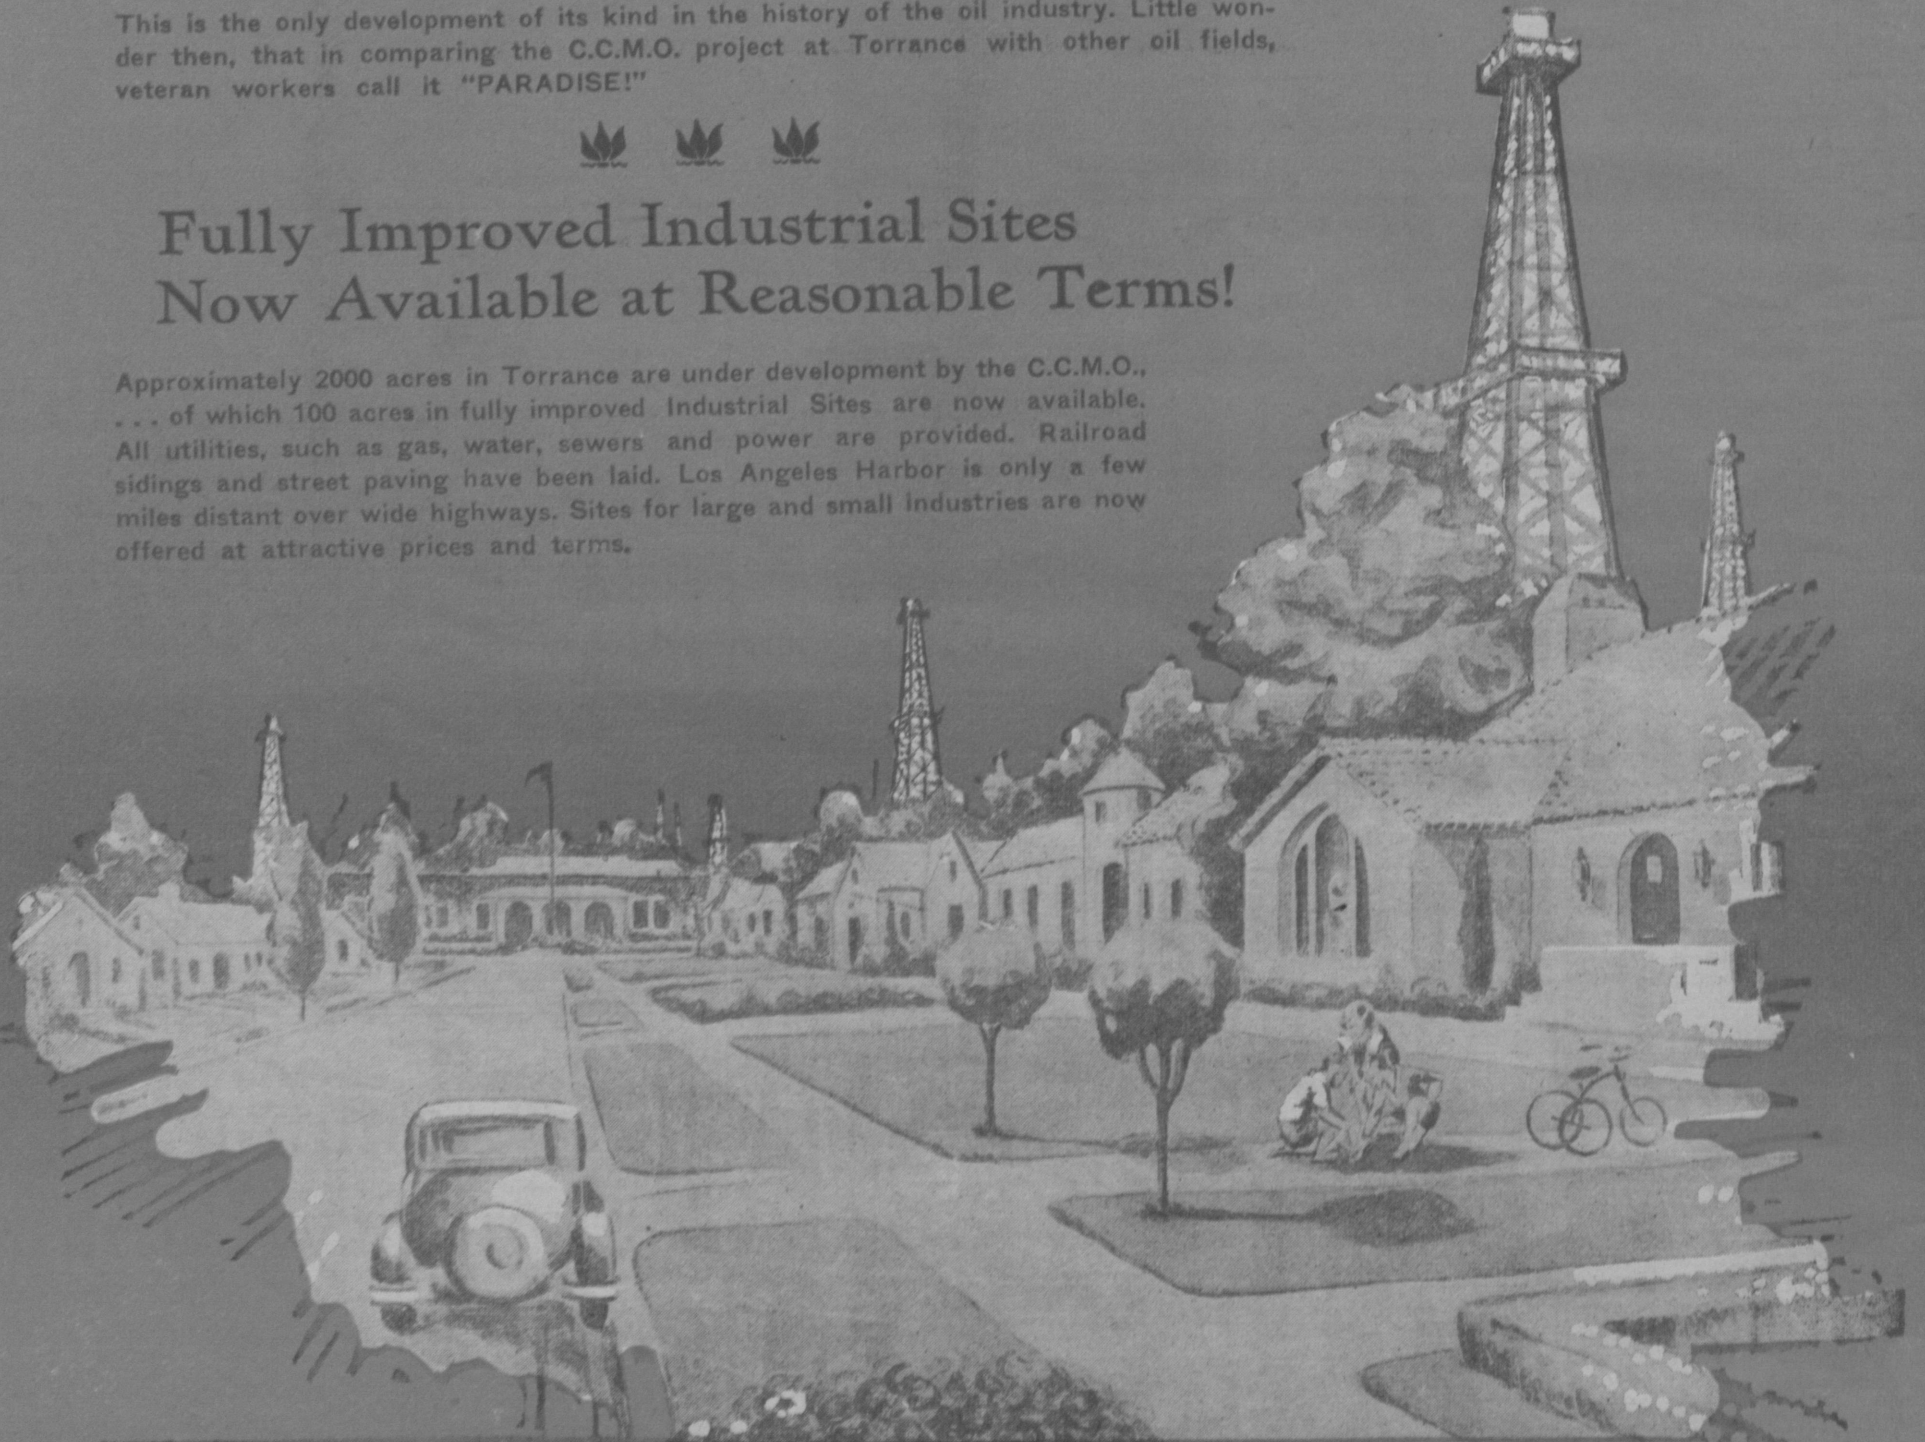 This is the only development of its kind in the history of the oil industry. Little won-
der then, that in comparing the C.C.M.O. project at Torrance with other oil fields,
veteran workers call it "PARADISE!"
Fully Improved Industrial Sites
Now Available at Reasonable Terms!
Approximately 2000 acres in Torrance are under development by the C.C.M.O.,
... of which 100 acres in fully improved Industrial Sites are now available.
All utilities, such as gas, water, sewers and power are provided. Railroad
sidings and street paving have been laid. Los Angeles Harbor is only a few
miles distant over wide highways. Sites for large and small industries are now
offered at attractive prices and terms.